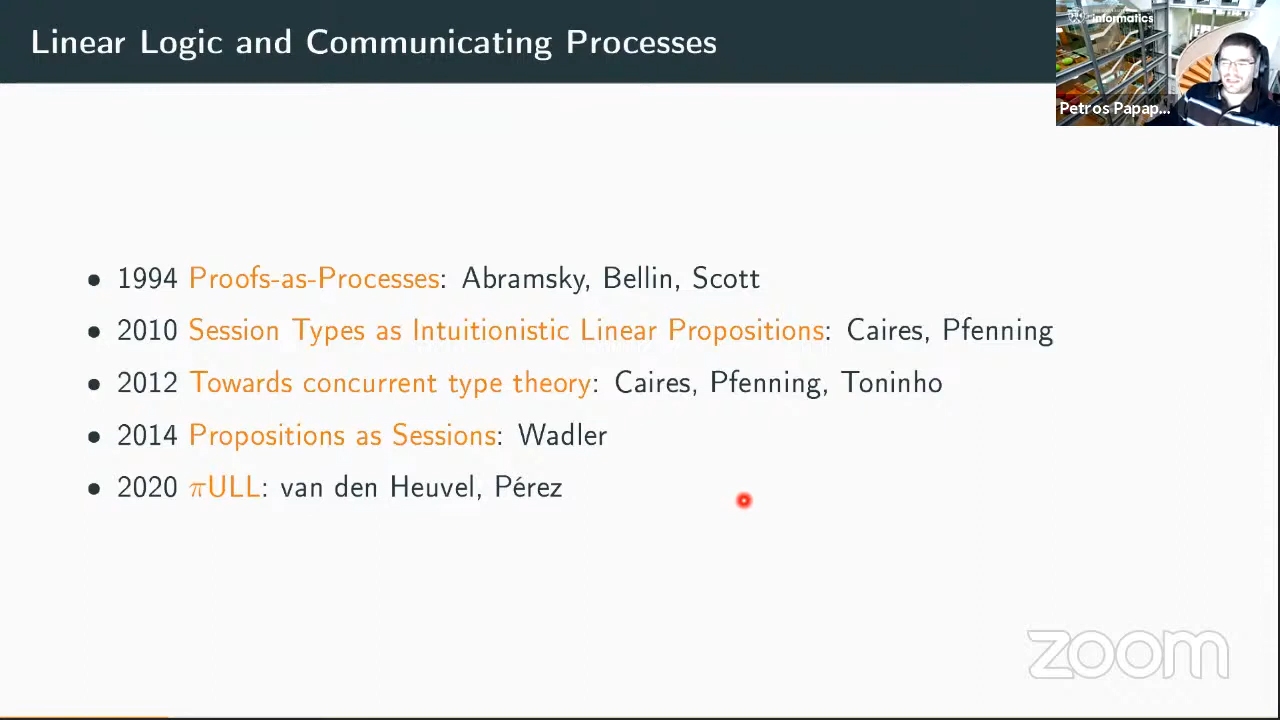 Linear Logic and Communicating Processes
informatics
Petros Papap...
• 1994 Proofs-as-Processes: Abramsky, Bellin, Scott
• 2010 Session Types as Intuitionistic Linear Propositions: Caires, Pfenning
• 2012 Towards concurrent type theory: Caires, Pfenning, Toninho
• 2014 Propositions as Sessions: Wadler
• 2020 πULL: van den Heuvel, Pérez
zoom